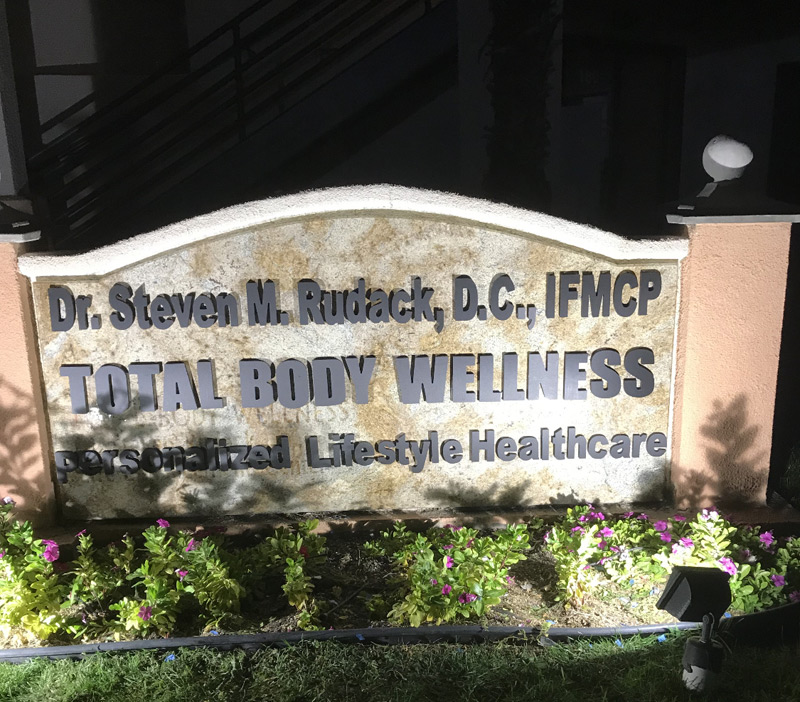 Dr. Steven M. Rudack, D.C., IFMCP
TOTAL BODY WELLNESS
personalized Lifestyle Healthcare